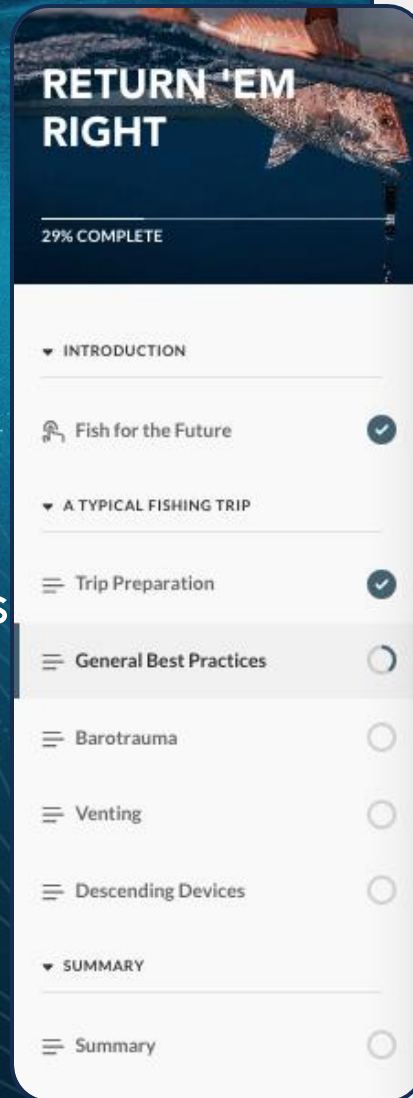 RETURN 'EM
RIGHT
29% COMPLETE
INTRODUCTION
Fish for the Future
A TYPICAL FISHING TRIP
Trip Preparation
s
General Best Practices
Barotrauma
Venting
Descending Devices
SUMMARY
Summary